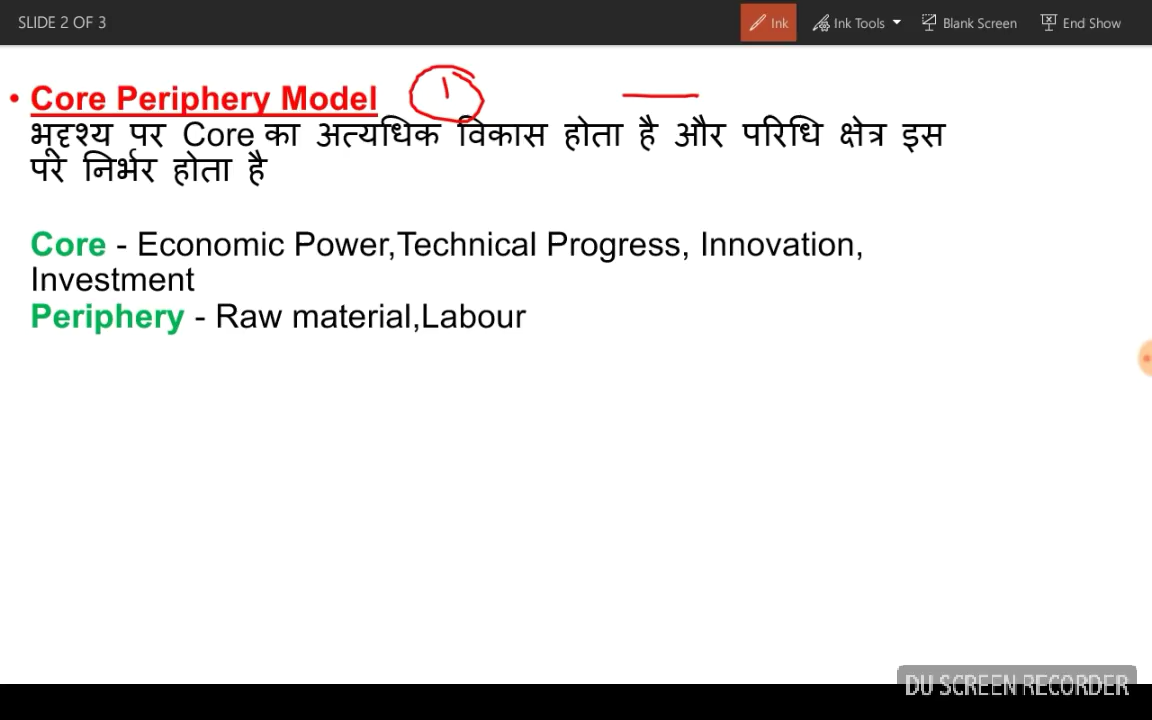 SLIDE 2 OF 3 Ink Ink Tools Blank Screen End Show
• Core Periphery Model 1
भूदृश्य पर Core का अत्यधिक विकास होता है और परिधि क्षेत्र इस
पर निर्भर होता है
Core - Economic Power,Technical Progress, Innovation,
Investment
Periphery - Raw material,Labour
DU SCREEN RECORDER